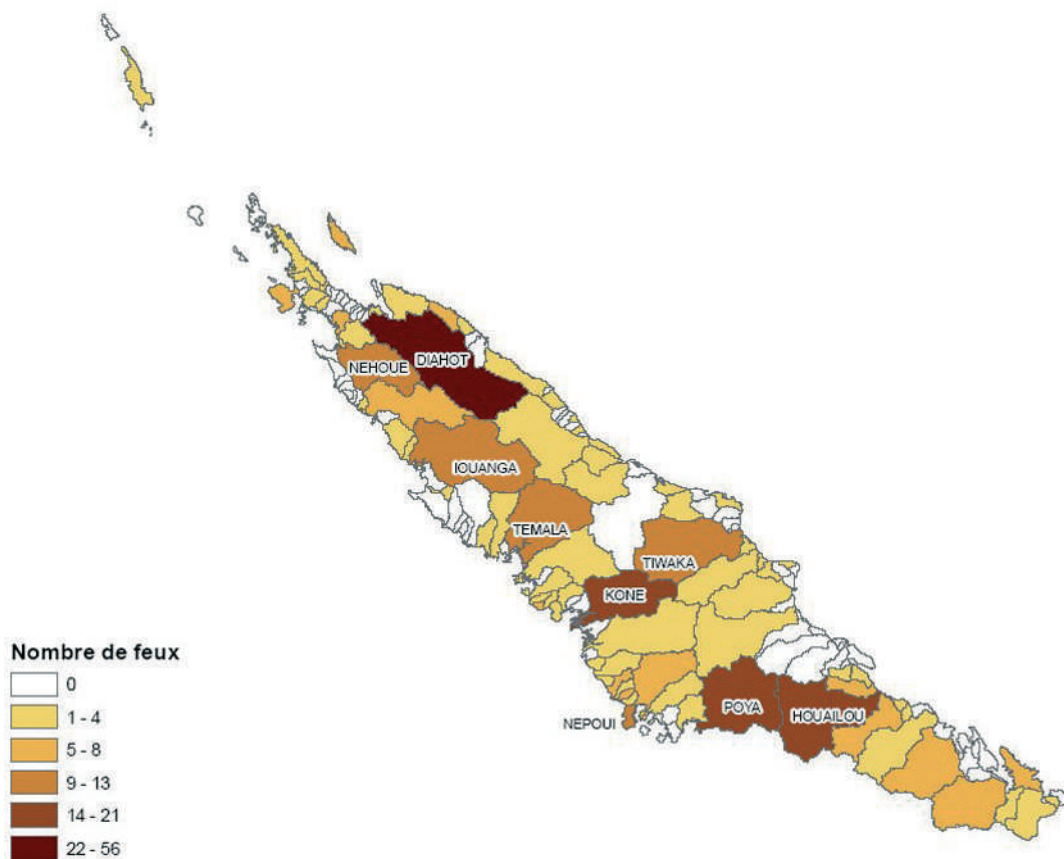 DIAHOT
NEHOUE
IOUANGA
TEMALA
TIWAKA
KONE
POYA
HOUAILOU
NEPOUI
Nombre de feux
0
1 - 4
5 - 8
9 - 13
14 - 21
22 - 56